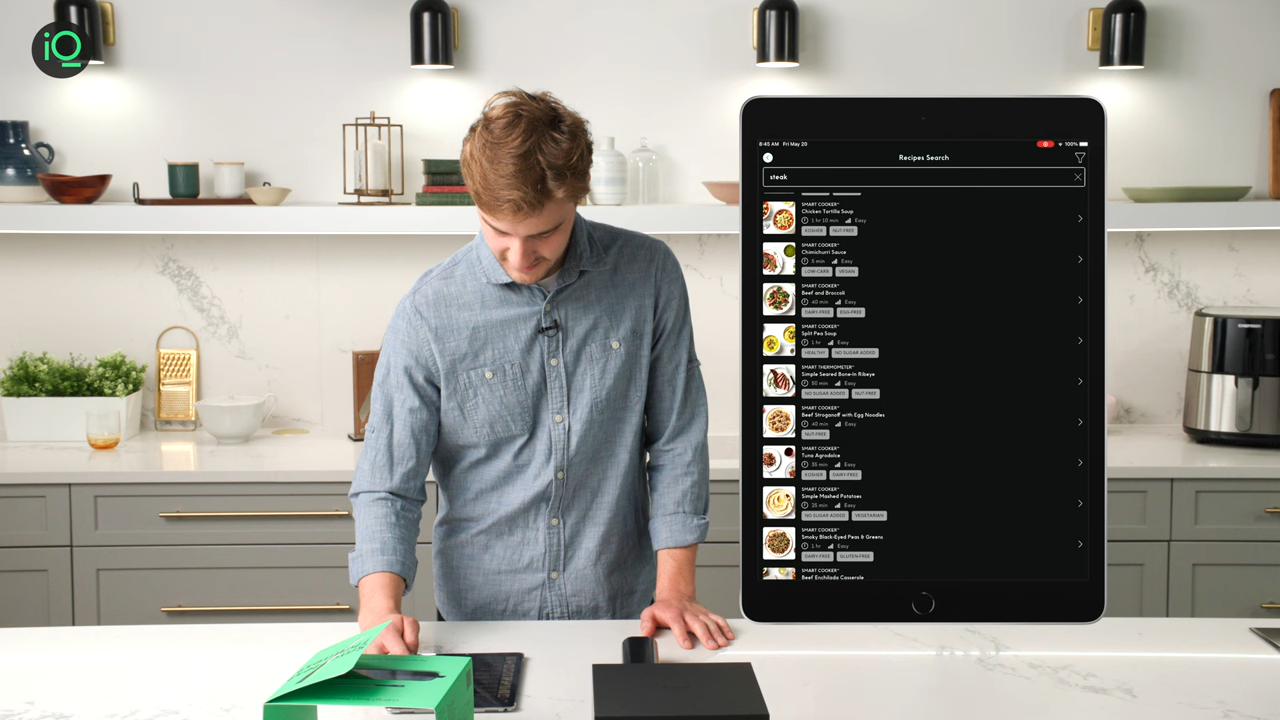 iQ
8:45 AM Fri May 20
100%
Recipes Search
steak
SMART COOKER™
Chicken Tortilla Soup
1 hr 10 min Easy
KOSHER NUT-FREE
SMART COOKER™
Chimichurri Sauce
5 min Easy
LOW-CARB VEGAN
SMART COOKER™
Beef and Broccoli
40 min Easy
DAIRY-FREE EGG-FREE
SMART COOKER™
Split Pea Soup
1 hr Easy
HEALTHY NO SUGAR ADDED
SMART THERMOMETER™
Simple Seared Bone-In Ribeye
50 min Easy
NO SUGAR ADDED NUT-FREE
SMART COOKER™
Beef Stroganoff with Egg Noodles
40 min Easy
NUT-FREE
SMART COOKER™
Tuna Agrodolce
35 min Easy
KOSHER DAIRY-FREE
SMART COOKER™
Simple Mashed Potatoes
25 min Easy
NO SUGAR ADDED VEGETARIAN
SMART COOKER™
Smoky Black-Eyed Peas & Greens
1 hr Easy
DAIRY-FREE GLUTEN-FREE
SMART COOKER™
Beef Enchilada Casserole